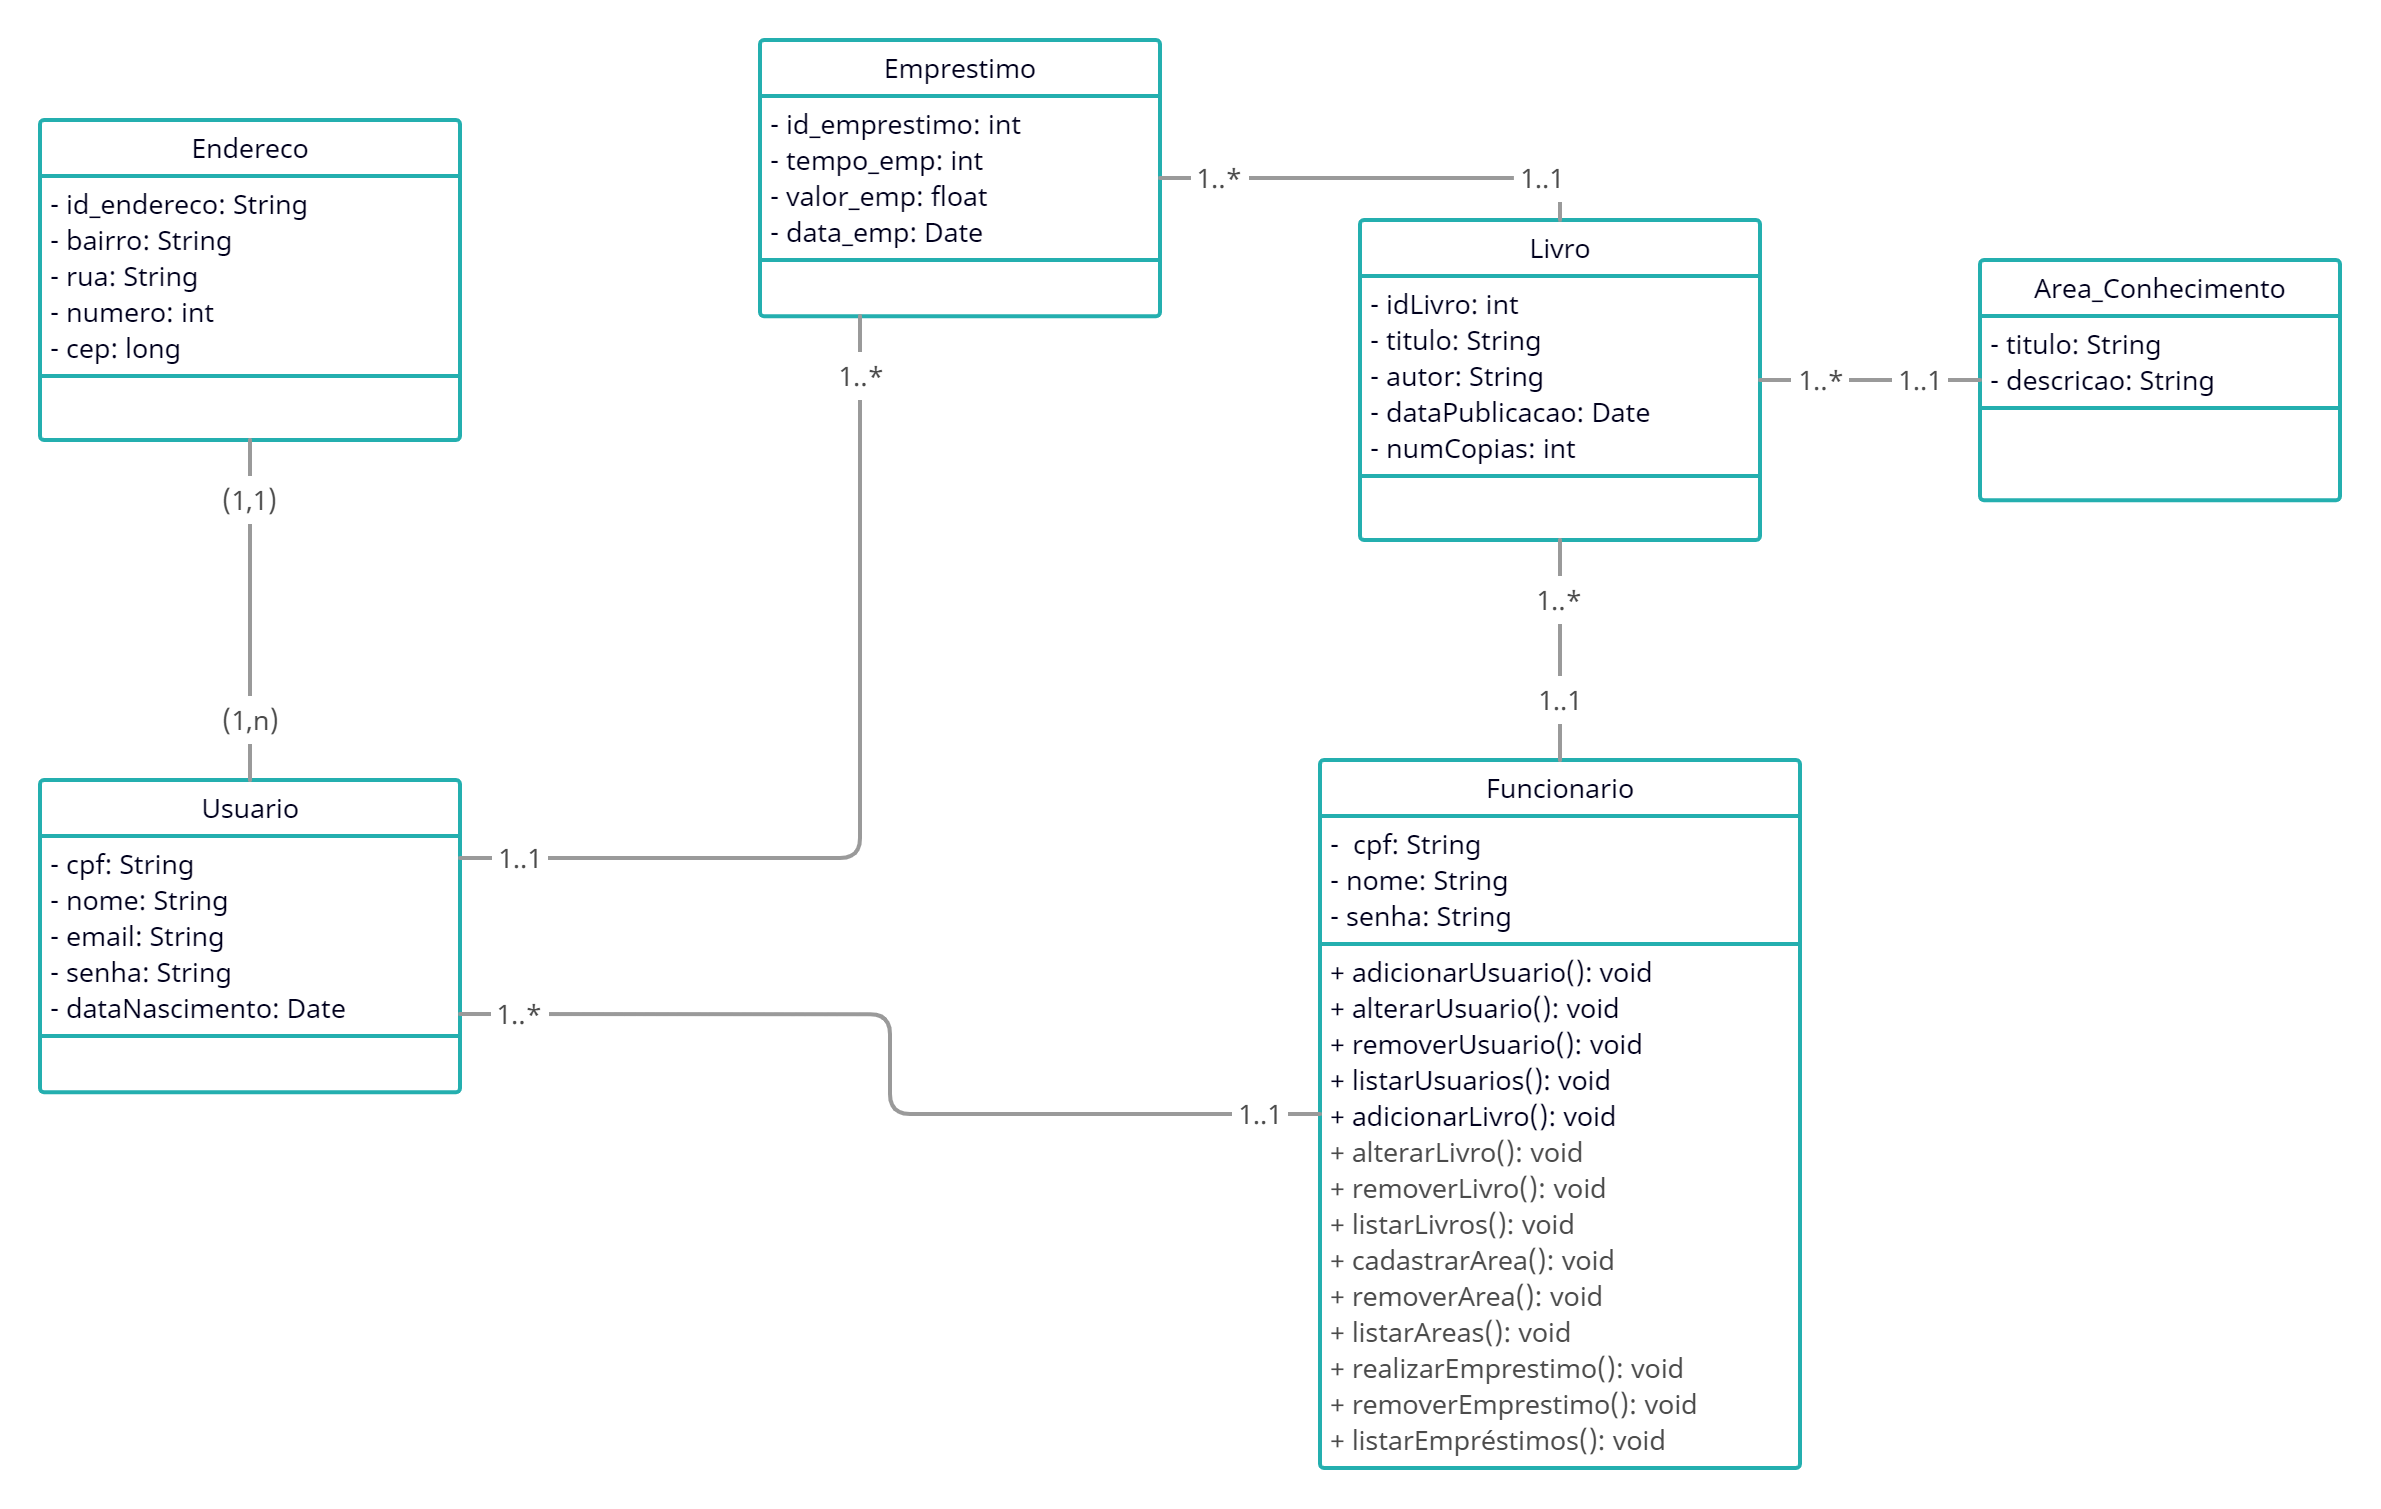 Emprestimo
- id_emprestimo: int
- tempo_emp: int
- valor_emp: float
- data_emp: Date
Endereco
- id_endereco: String
- bairro: String
- rua: String
- numero: int
- cep: long
1..*
1..1
Livro
- idLivro: int
- titulo: String
- autor: String
- dataPublicacao: Date
- numCopias: int
Area_Conhecimento
- titulo: String
- descricao: String
1..*
1..1
1..*
(1,1)
(1,n)
1..*
1..1
Usuario
- cpf: String
- nome: String
- email: String
- senha: String
- dataNascimento: Date
1..1
1..*
1..1
Funcionario
-  cpf: String
- nome: String
- senha: String
+ adicionarUsuario(): void
+ alterarUsuario(): void
+ removerUsuario(): void
+ listarUsuarios(): void
+ adicionarLivro(): void
+ alterarLivro(): void
+ removerLivro(): void
+ listarLivros(): void
+ cadastrarArea(): void
+ removerArea(): void
+ listarAreas(): void
+ realizarEmprestimo(): void
+ removerEmprestimo(): void
+ listarEmpréstimos(): void